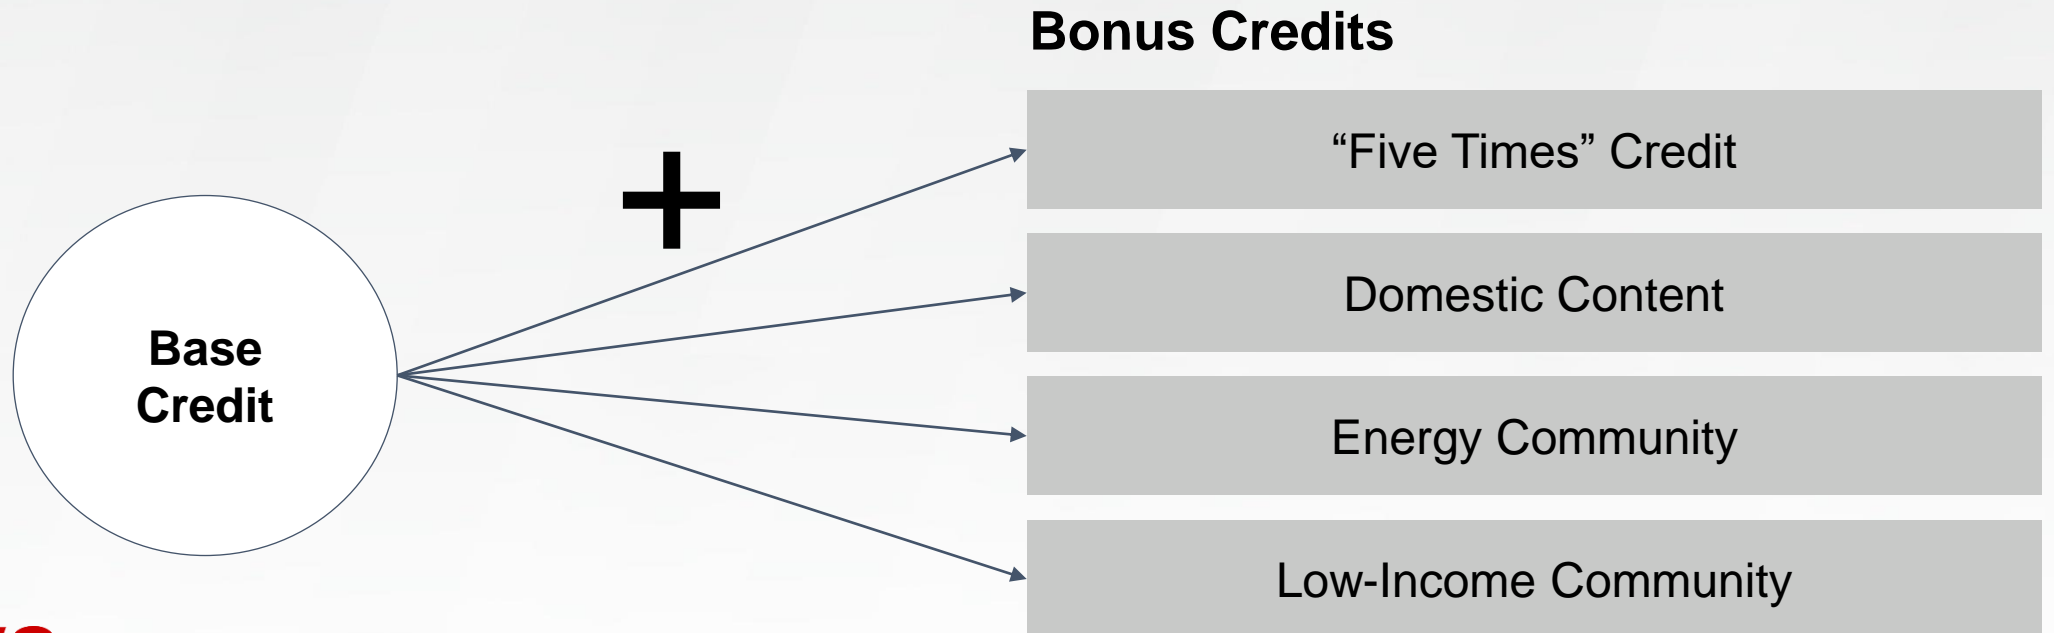 Bonus Credits
“Five Times” Credit
+
Domestic Content
Base
Credit
Energy Community
Low-Income Community